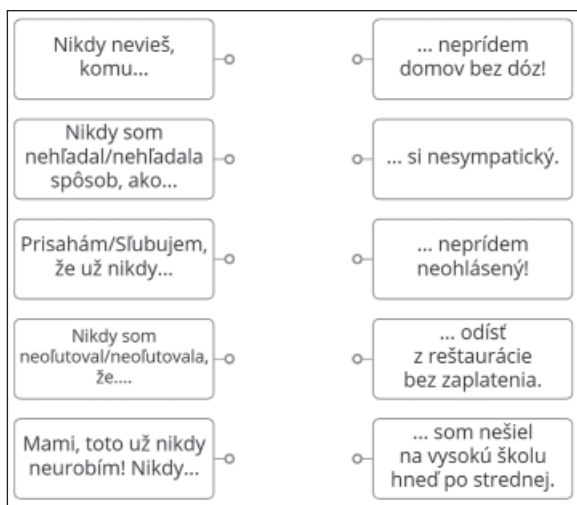 Nikdy nevieš,
komu...
... neprídem
domov bez dóz!
Nikdy som
nehľadal/nehľadala
spôsob, ako...
... si nesympatický.
Prisahám/Sľubujem,
že už nikdy...
... neprídem
neohlásený!
Nikdy som
neoľutoval/neoľutovala,
že....
... odísť
z reštaurácie
bez zaplatenia.
Mami, toto už nikdy
neurobím! Nikdy...
... som nešiel
na vysokú školu
hneď po strednej.